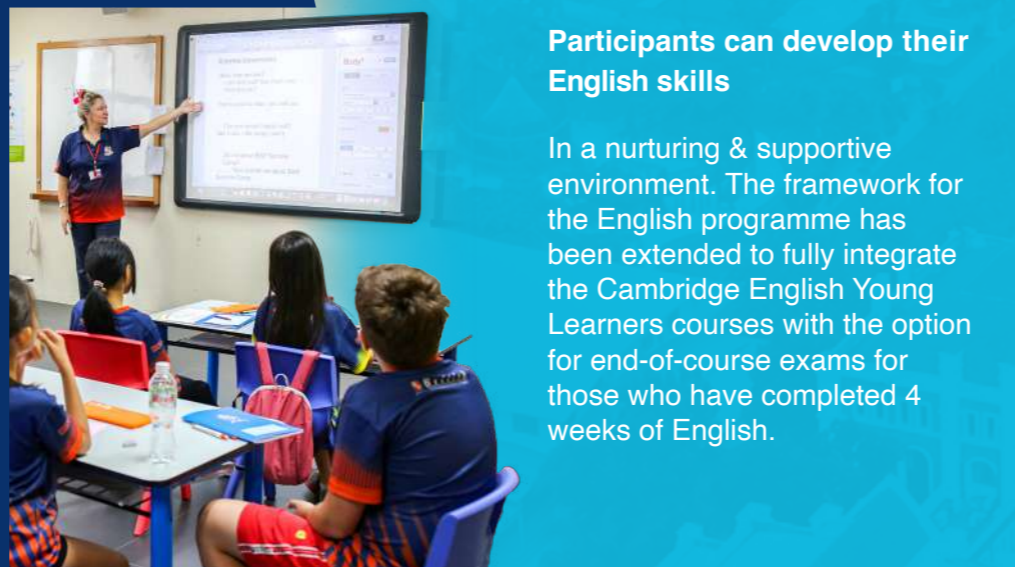 Participants can develop their
English skills
In a nurturing & supportive
environment. The framework for
the English programme has
been extended to fully integrate
the Cambridge English Young
Learners courses with the option
for end-of-course exams for
those who have completed 4
weeks of English.